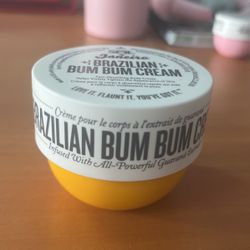 Janeiro
BRAZILIAN
BUM BUM CREAM
LOVE IT. FLAUNT IT. YOU'VE GOT IT.
Crème pour le corps à l'extrait de guarana
BRAZILIAN BUM BUM CR
Infused With All-Powerful Guaraná